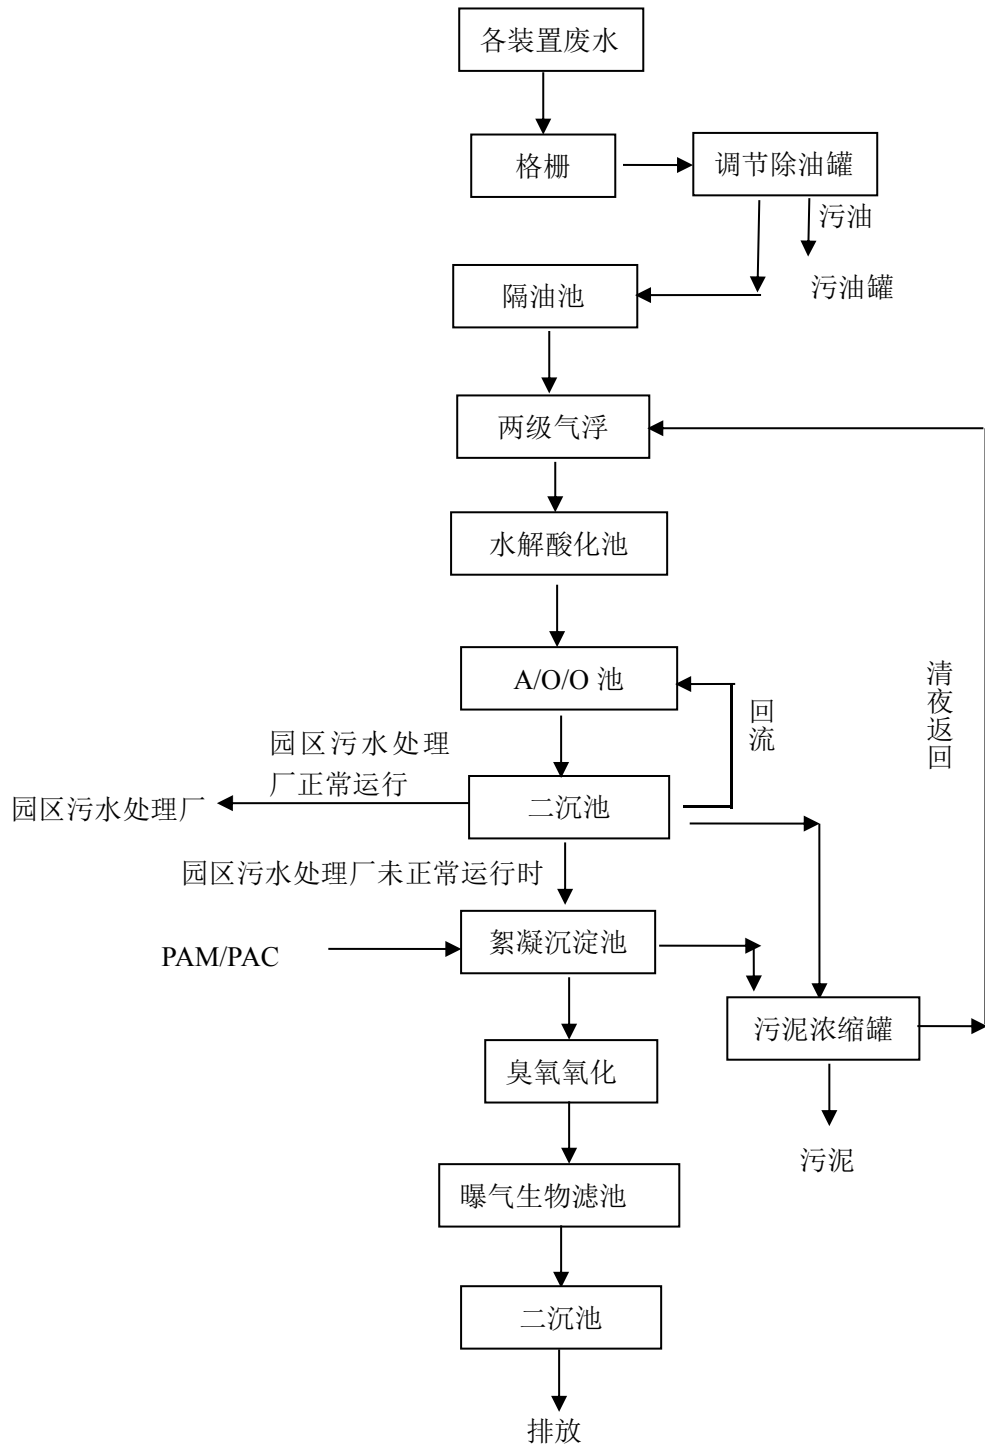 各装置废水
格栅
调节除油罐
污油
污油罐
隔油池
两级气浮
水解酸化池
A/O/O 池
回流
清夜返回
园区污水处理
厂正常运行
园区污水处理厂
二沉池
园区污水处理厂未正常运行时
PAM/PAC
絮凝沉淀池
污泥浓缩罐
臭氧氧化
污泥
曝气生物滤池
二沉池
排放